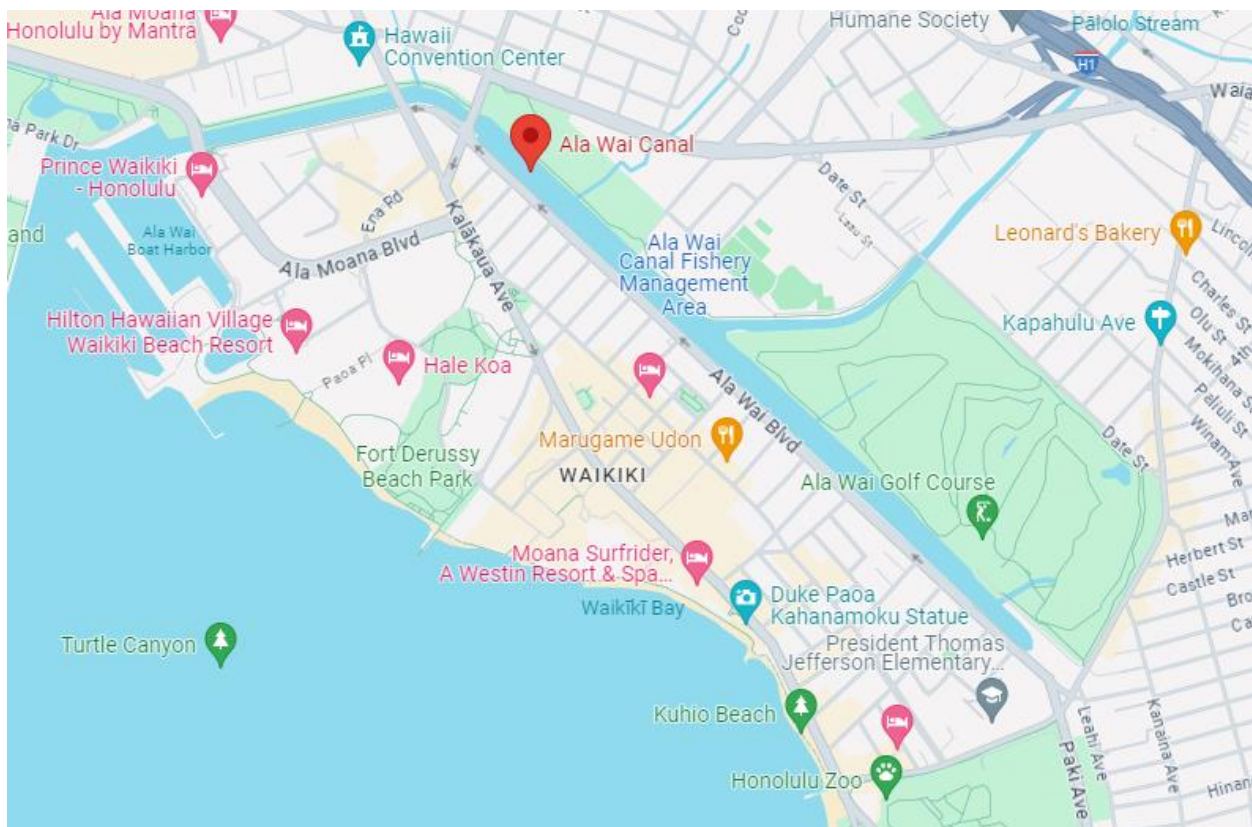 Ala Moana
Honolulu by Mantra
Hawaii
Convention Center
Humane Society
Pālolo Stream
H1
Park Dr
Prince Waikiki
- Honolulu
Ala Wai Canal
Ala Wai
Boat Harbor
Ena Rd
Kalākaua Ave
Ala Moana Blvd
Date St
Laau St
Leonard's Bakery
Ala Wai
Canal Fishery
Management
Area
Charles St
Olu St
4th
Mokihana St
Paliuli St
Winam Ave
Kapahulu Ave
Hilton Hawaiian Village
Waikiki Beach Resort
Paoa Pl
Hale Koa
Ala Wai Blvd
Marugame Udon
WAIKIKI
Date St
Fort Derussy
Beach Park
Ala Wai Golf Course
Herbert St
Castle St
Moana Surfrider,
A Westin Resort & Spa...
Waikīkī Bay
Duke Paoa
Kahanamoku Statue
Turtle Canyon
President Thomas
Jefferson Elementary...
Kuhio Beach
Leahi Ave
Kanaina Ave
Paki Ave
Honolulu Zoo